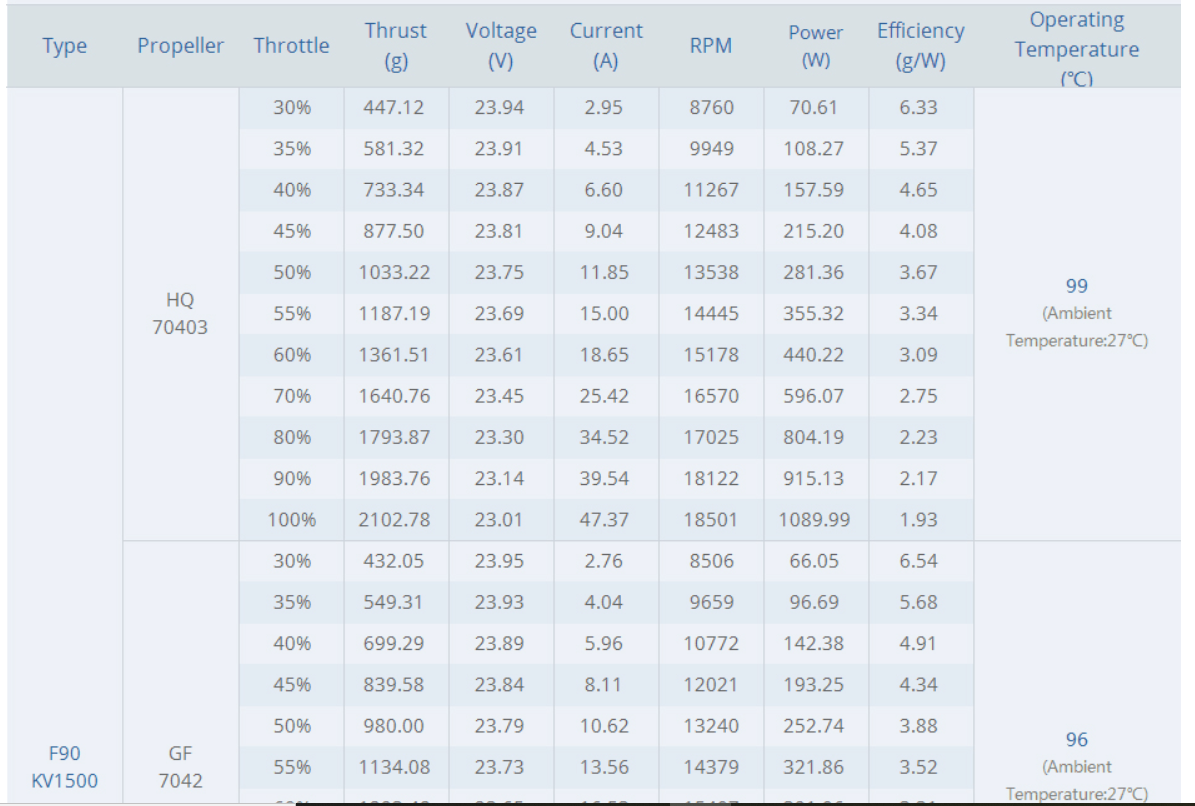 Type Propeller Throttle Thrust (g) Voltage (V) Current (A) RPM Power (W) Efficiency (g/W) Operating Temperature (℃)
F90 KV1500
HQ 70403
30% 447.12 23.94 2.95 8760 70.61 6.33
35% 581.32 23.91 4.53 9949 108.27 5.37
40% 733.34 23.87 6.60 11267 157.59 4.65
45% 877.50 23.81 9.04 12483 215.20 4.08
50% 1033.22 23.75 11.85 13538 281.36 3.67
55% 1187.19 23.69 15.00 14445 355.32 3.34
60% 1361.51 23.61 18.65 15178 440.22 3.09
70% 1640.76 23.45 25.42 16570 596.07 2.75
80% 1793.87 23.30 34.52 17025 804.19 2.23
90% 1983.76 23.14 39.54 18122 915.13 2.17
100% 2102.78 23.01 47.37 18501 1089.99 1.93
99
(Ambient
Temperature:27℃)
GF 7042
30% 432.05 23.95 2.76 8506 66.05 6.54
35% 549.31 23.93 4.04 9659 96.69 5.68
40% 699.29 23.89 5.96 10772 142.38 4.91
45% 839.58 23.84 8.11 12021 193.25 4.34
50% 980.00 23.79 10.62 13240 252.74 3.88
55% 1134.08 23.73 13.56 14379 321.86 3.52
96
(Ambient
Temperature:27℃)